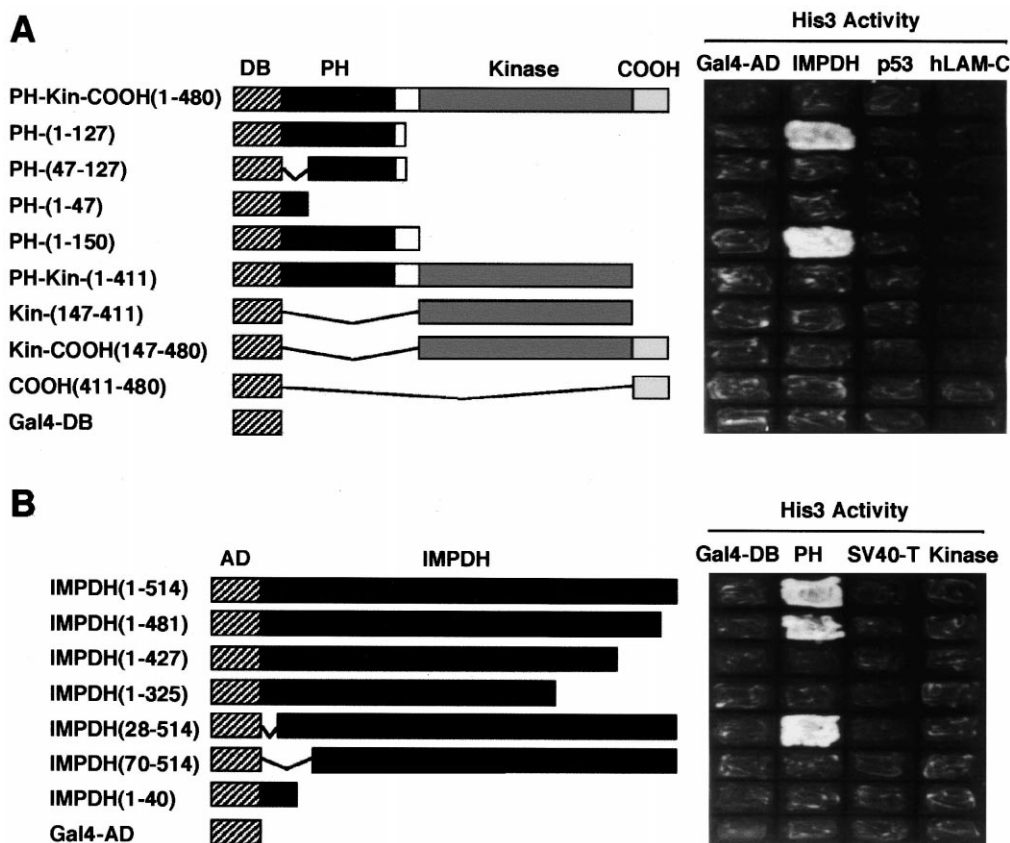 A
His3 Activity
DB PH Kinase COOH Gal4-AD IMPDH p53 hLAM-C
PH-Kin-COOH(1-480)
PH-(1-127)
PH-(47-127)
PH-(1-47)
PH-(1-150)
PH-Kin-(1-411)
Kin-(147-411)
Kin-COOH(147-480)
COOH(411-480)
Gal4-DB
B
His3 Activity
AD IMPDH Gal4-DB PH SV40-T Kinase
IMPDH(1-514)
IMPDH(1-481)
IMPDH(1-427)
IMPDH(1-325)
IMPDH(28-514)
IMPDH(70-514)
IMPDH(1-40)
Gal4-AD